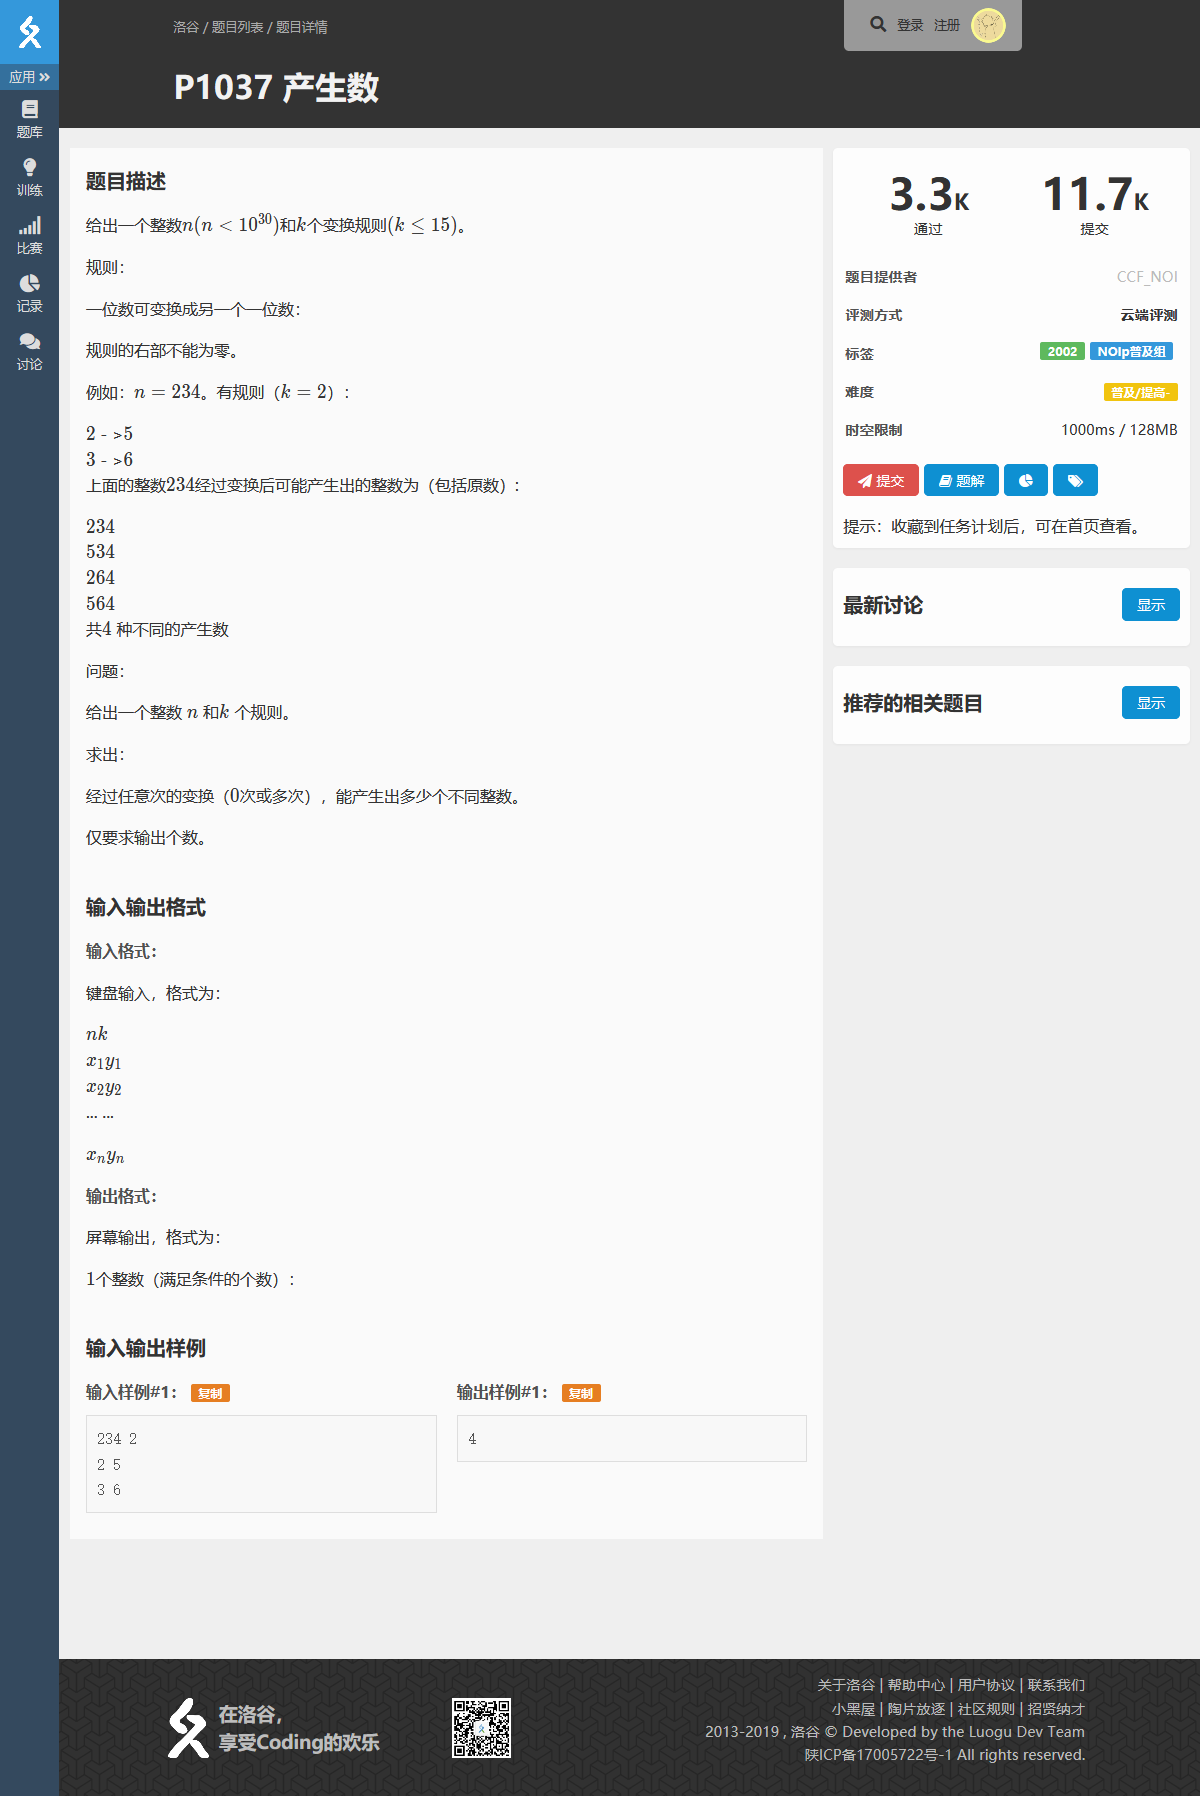 洛谷 / 题目列表 / 题目详情
登录 注册
P1037 产生数
应用
题库
训练
比赛
记录
讨论
题目描述
给出一个整数n(n < 10^30)和k个变换规则(k ≤ 15)。
规则：
一位数可变换成另一个一位数：
规则的右部不能为零。
例如：n = 234。有规则（k = 2）：
2 - >5
3 - >6
上面的整数234经过变换后可能产生出的整数为（包括原数）：
234
534
264
564
共4 种不同的产生数
问题：
给出一个整数 n 和k 个规则。
求出：
经过任意次的变换（0次或多次），能产生出多少个不同整数。
仅要求输出个数。
输入输出格式
输入格式：
键盘输入，格式为：
nk
x1y1
x2y2
... ...
xnyn
输出格式：
屏幕输出，格式为：
1个整数（满足条件的个数）：
输入输出样例
输入样例#1： 复制
234 2
2 5
3 6
输出样例#1： 复制
4
3.3K 11.7K
通过 提交
题目提供者 CCF_NOI
评测方式 云端评测
标签 2002 NOIp普及组
难度 普及/提高-
时空限制 1000ms / 128MB
提交 题解
提示：收藏到任务计划后，可在首页查看。
最新讨论 显示
推荐的相关题目 显示
在洛谷，
享受Coding的欢乐
关于洛谷 | 帮助中心 | 用户协议 | 联系我们
小黑屋 | 陶片放逐 | 社区规则 | 招贤纳才
2013-2019 , 洛谷 © Developed by the Luogu Dev Team
陕ICP备17005722号-1 All rights reserved.